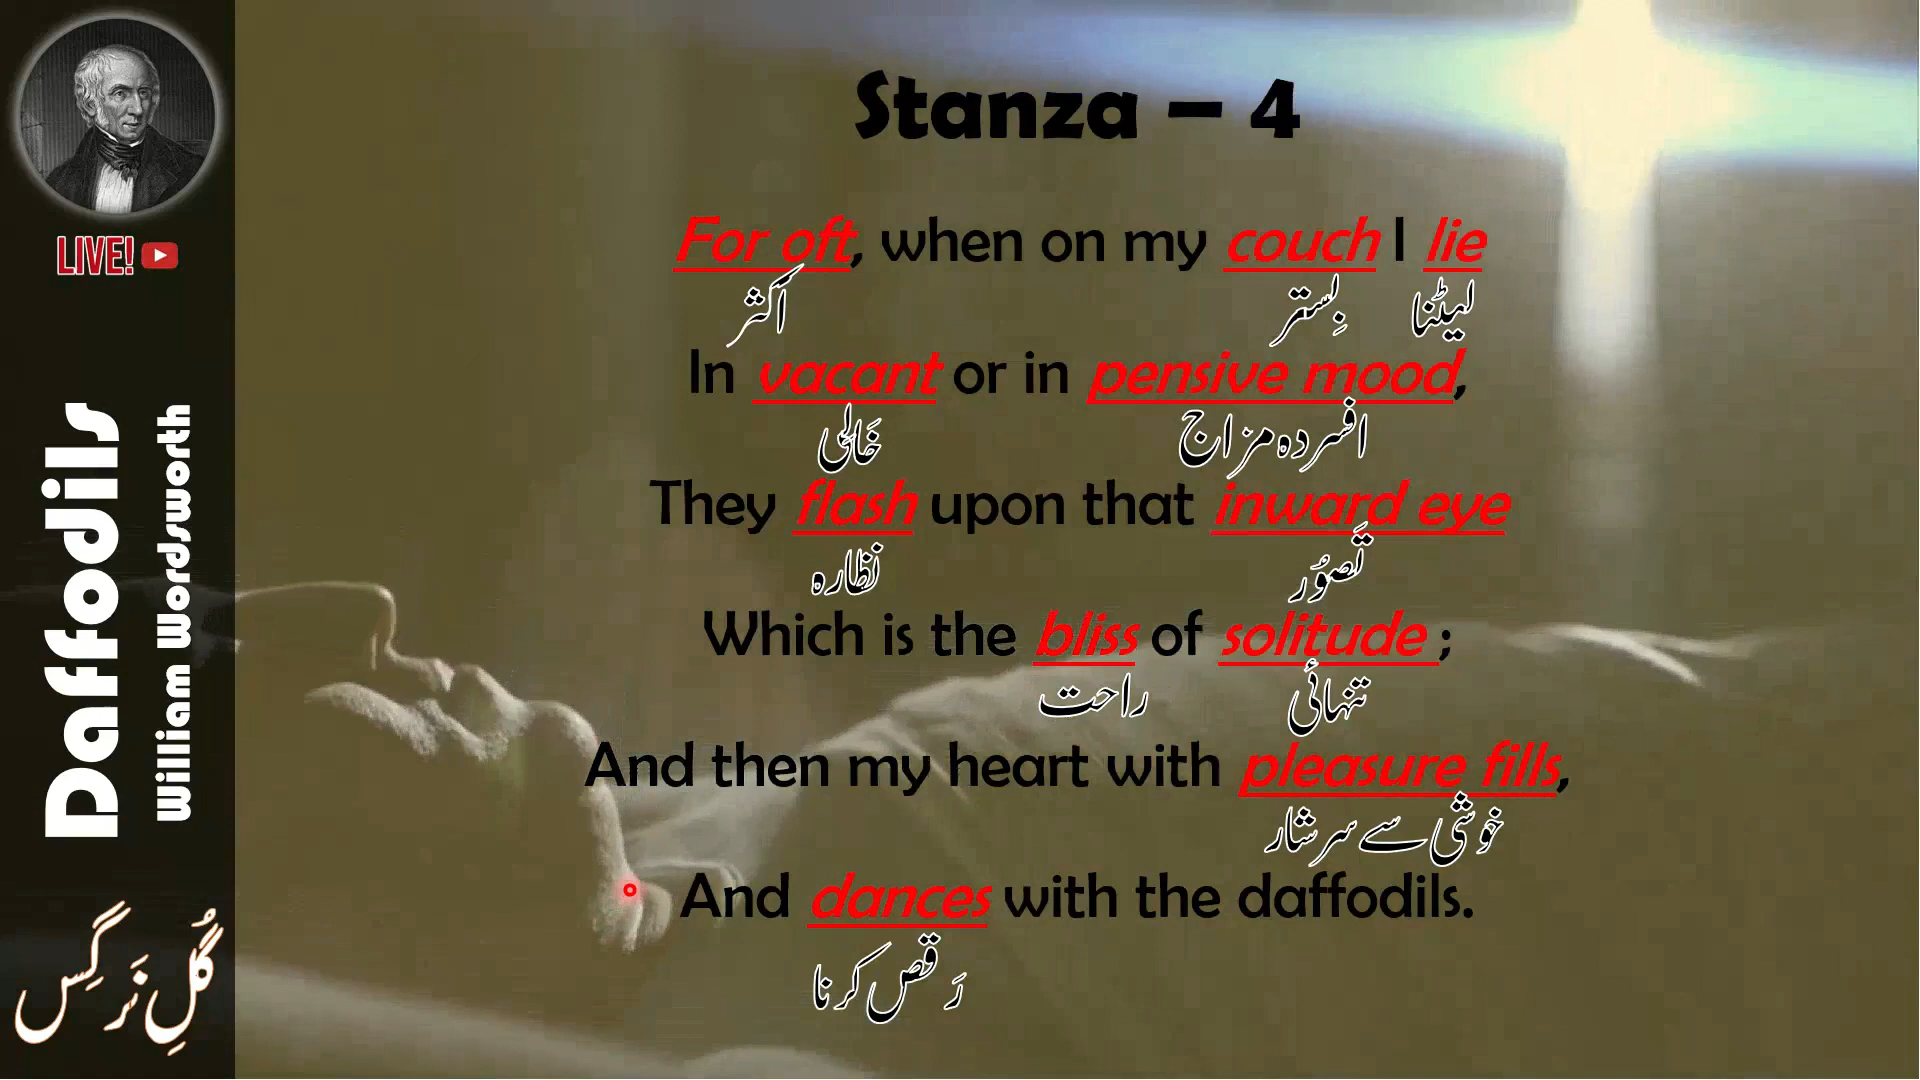 LIVE!
Daffodils
William Wordsworth
گُلِ نَرگِس
Stanza – 4
For oft, when on my couch I lie
اکثر بِستر لیٹنا
In vacant or in pensive mood,
خَالی افسردہ مزاج
They flash upon that inward eye
نظارہ تَصوُر
Which is the bliss of solitude ;
راحت تنہائی
And then my heart with pleasure fills,
خوشی سے سرشار
And dances with the daffodils.
رَقص کرنا